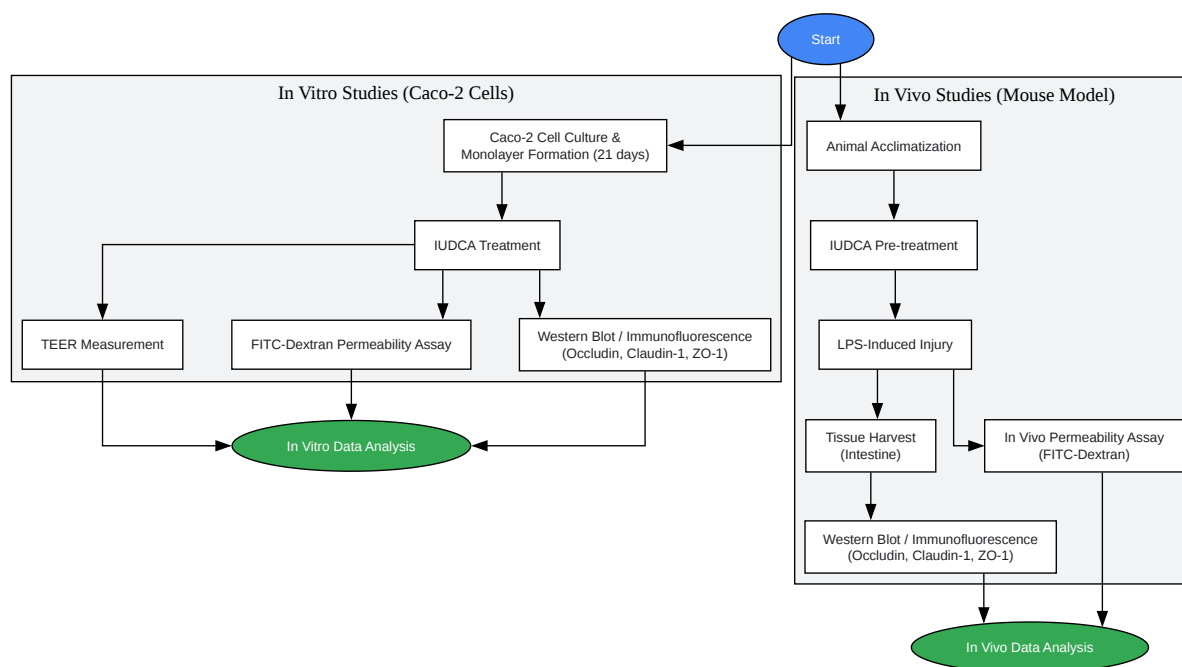 Start
In Vitro Studies (Caco-2 Cells)
Caco-2 Cell Culture &
Monolayer Formation (21 days)
IUDCA Treatment
TEER Measurement
FITC-Dextran Permeability Assay
Western Blot / Immunofluorescence
(Occludin, Claudin-1, ZO-1)
In Vitro Data Analysis
In Vivo Studies (Mouse Model)
Animal Acclimatization
IUDCA Pre-treatment
LPS-Induced Injury
Tissue Harvest
(Intestine)
In Vivo Permeability Assay
(FITC-Dextran)
Western Blot / Immunofluorescence
(Occludin, Claudin-1, ZO-1)
In Vivo Data Analysis